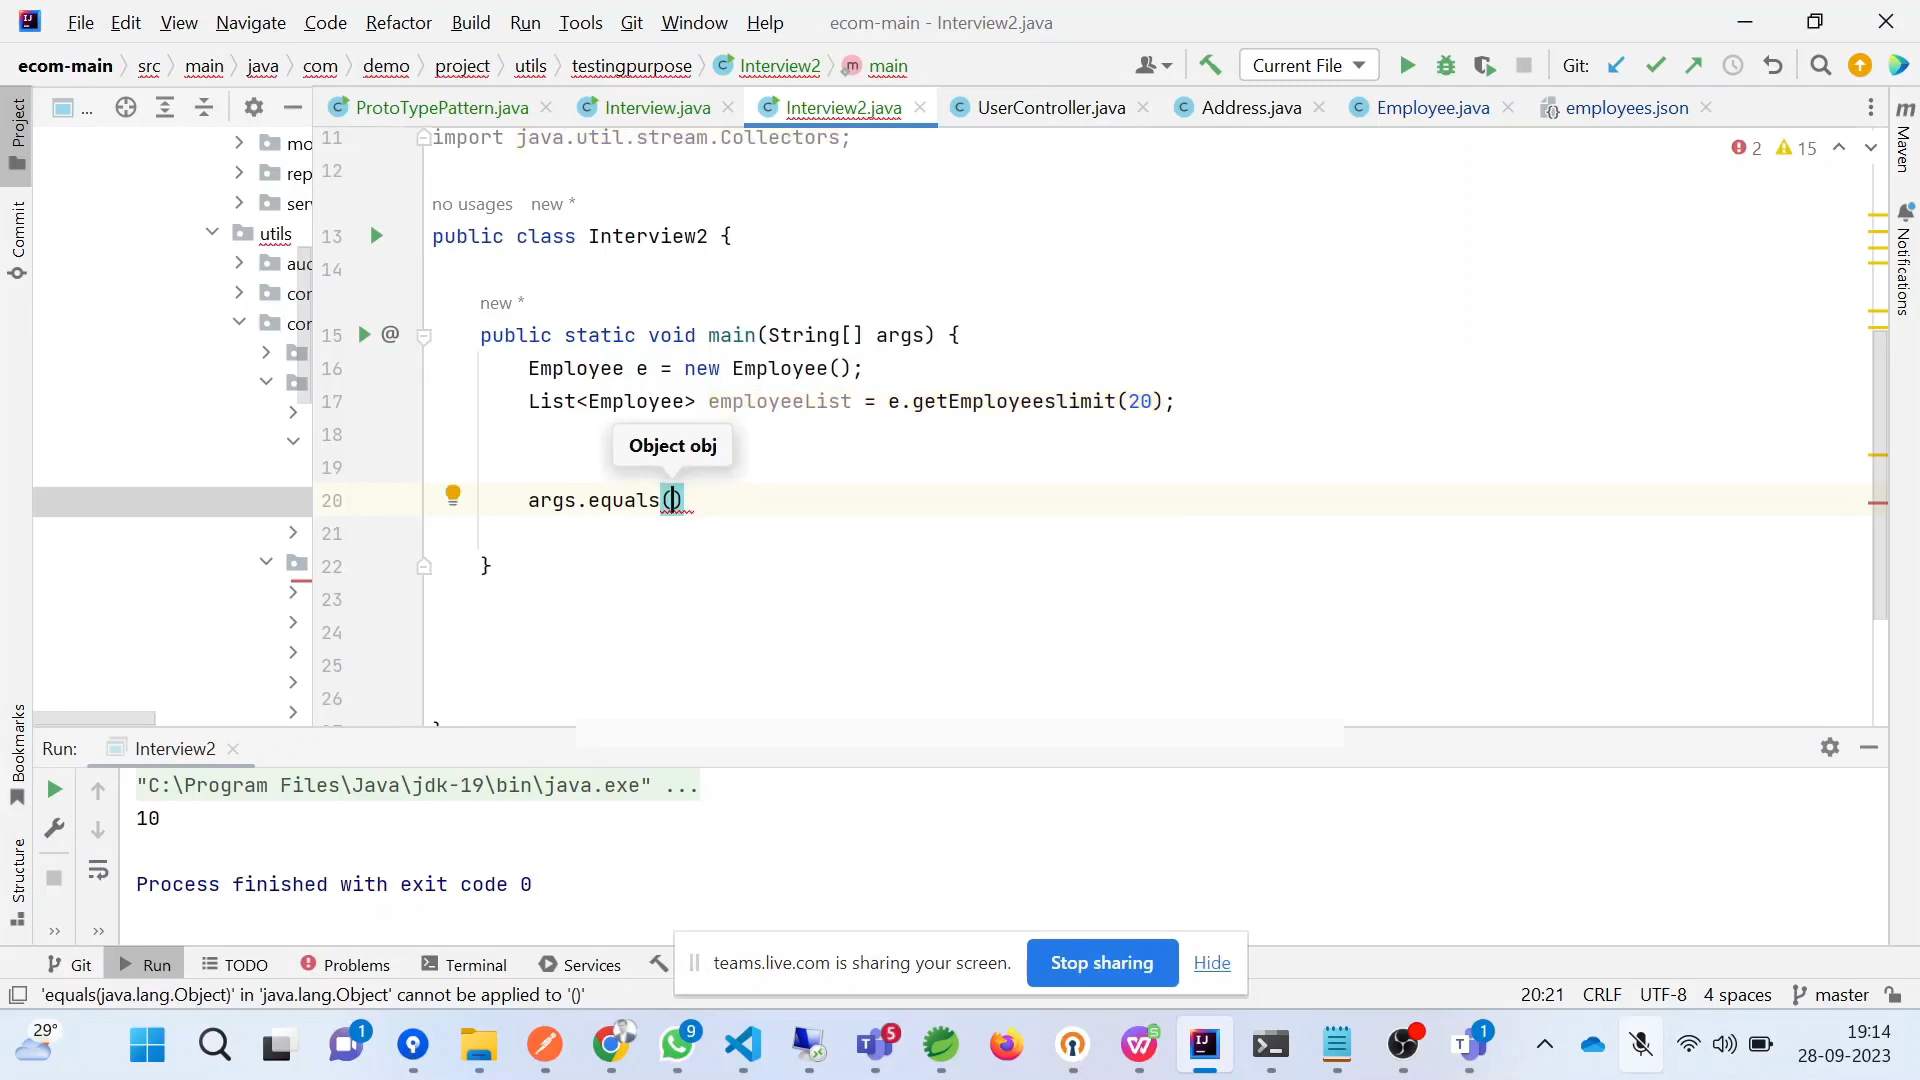 File Edit View Navigate Code Refactor Build Run Tools Git Window Help ecom-main - Interview2.java
ecom-main src main java com demo project utils testingpurpose Interview2 main Current File Git:
... ProtoTypePattern.java Interview.java Interview2.java UserController.java Address.java Employee.java employees.json
Project
Commit
Bookmarks
Structure
mo
rep
ser
utils
aud
cor
cor
11 import java.util.stream.Collectors;
2 15
12
no usages new *
13 public class Interview2 {
14
new *
15 @ public static void main(String[] args) {
16 Employee e = new Employee();
17 List<Employee> employeeList = e.getEmployeeslimit(20);
18
Object obj
19
20 args.equals()
21
22 }
23
24
25
26
Maven
Notifications
Run: Interview2
"C:\Program Files\Java\jdk-19\bin\java.exe" ...
10
Process finished with exit code 0
Git Run TODO Problems Terminal Services
teams.live.com is sharing your screen. Stop sharing Hide
'equals(java.lang.Object)' in 'java.lang.Object' cannot be applied to '()' 20:21 CRLF UTF-8 4 spaces master
29°
1
9
5
1
19:14
28-09-2023